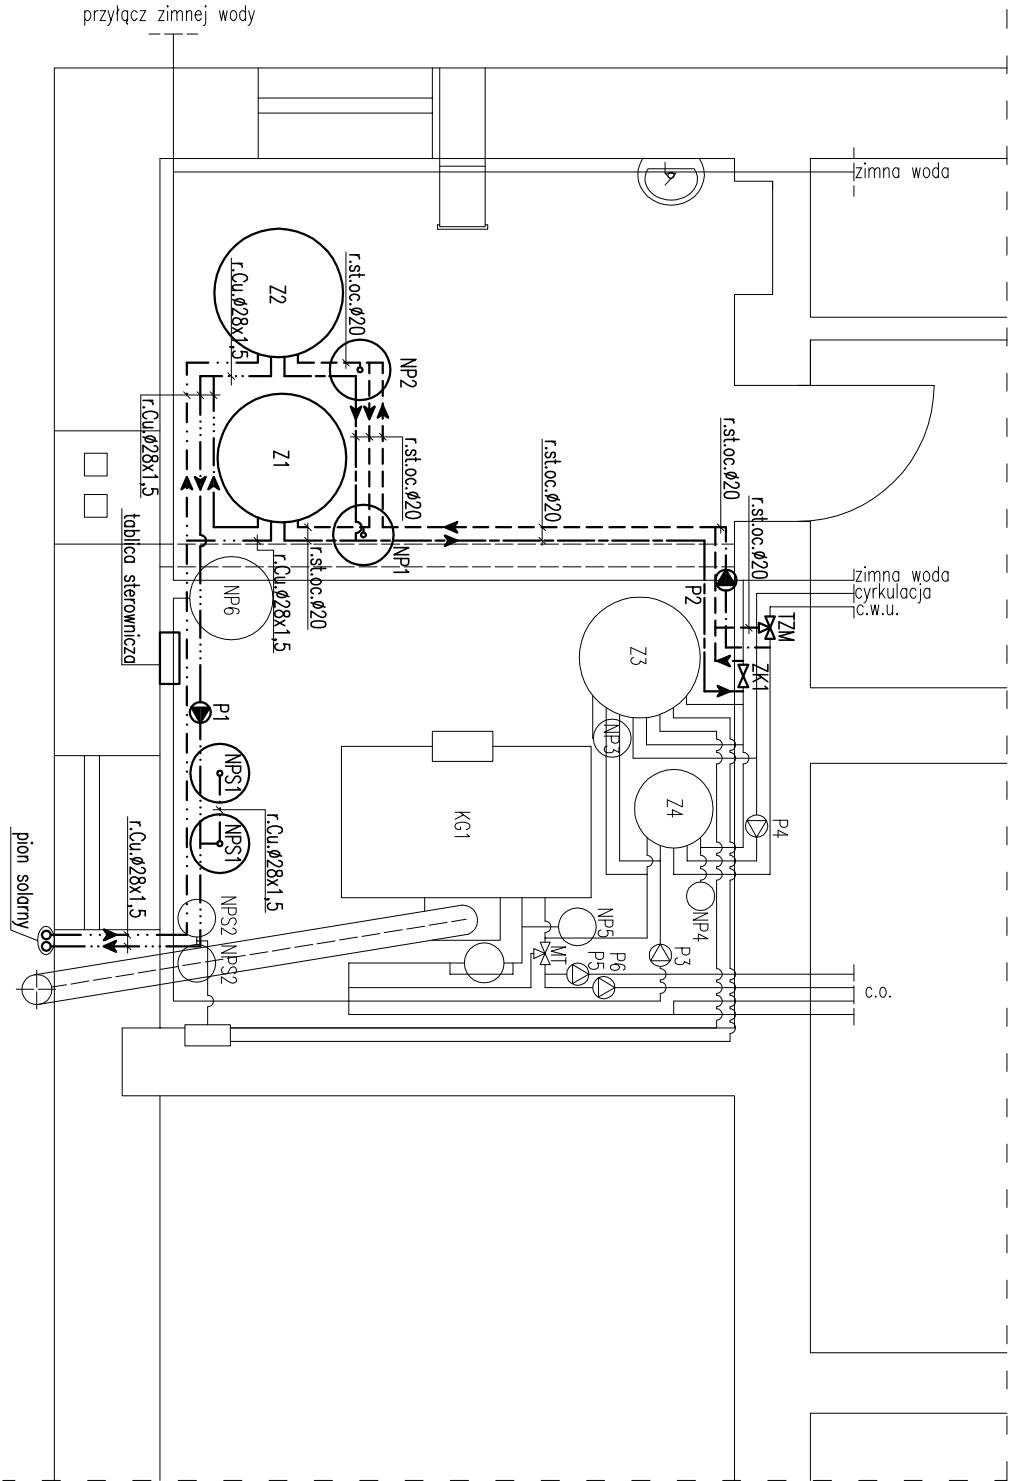 przyłącz zimnej wody
zimna woda
Z2
r.st.oc.ø20
r.Cu.ø28x1,5
NP2
Z1
r.Cu.ø28x1,5
r.st.oc.ø20
r.st.oc.ø20
r.st.oc.ø20
r.st.oc.ø20
NP1
r.st.oc.ø20
r.Cu.ø28x1,5
tablica sterownicza
NP6
P2
zimna woda
cyrkulacja
c.w.u.
TZM
ZK1
Z3
P1
NP3
NPS1
NPS1
r.Cu.ø28x1,5
KG1
Z4
P4
r.Cu.ø28x1,5
pion solarny
NPS2
NPS2
NP5
NP4
MT
P5
P6
P3
c.o.